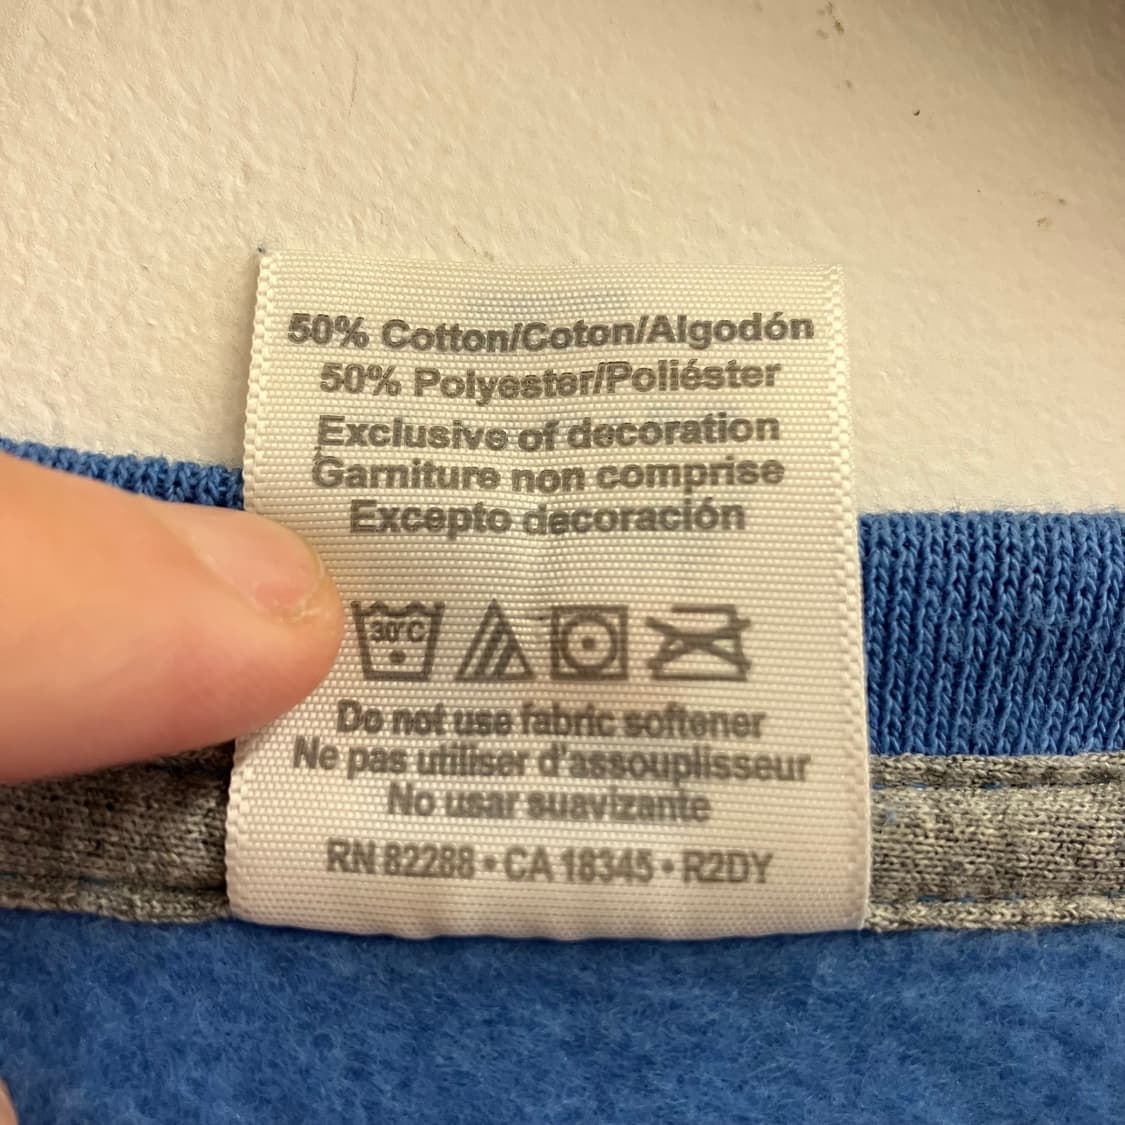 50% Cotton/Coton/Algodón
50% Polyester/Poliéster
Exclusive of decoration
Garniture non comprise
Excepto decoración
30°C
Do not use fabric softener
Ne pas utiliser d'assouplisseur
No usar suavizante
RN 82288 • CA 18345 • R2DY